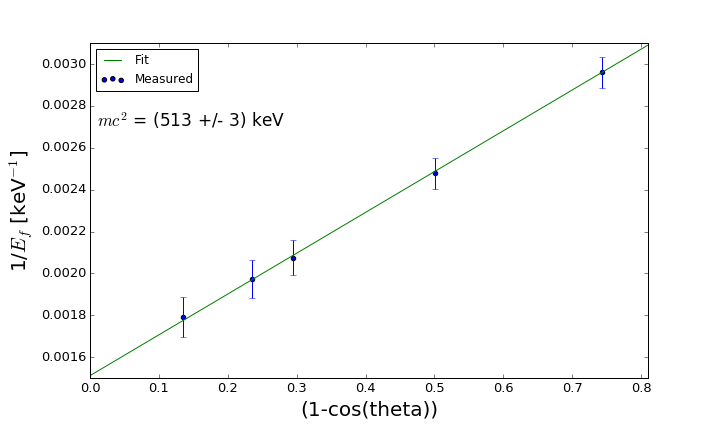 Fit
Measured
mc² = (513 +/- 3) keV
1/E_f [keV⁻¹]
0.0030
0.0028
0.0026
0.0024
0.0022
0.0020
0.0018
0.0016
0.0 0.1 0.2 0.3 0.4 0.5 0.6 0.7 0.8
(1-cos(theta))